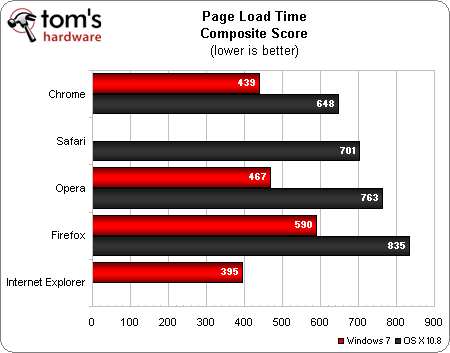 tom's
hardware
Page Load Time
Composite Score
(lower is better)
Chrome
439
648
Safari
701
Opera
467
763
Firefox
590
835
Internet Explorer
395
0 100 200 300 400 500 600 700 800 900
Windows 7 OS X 10.8